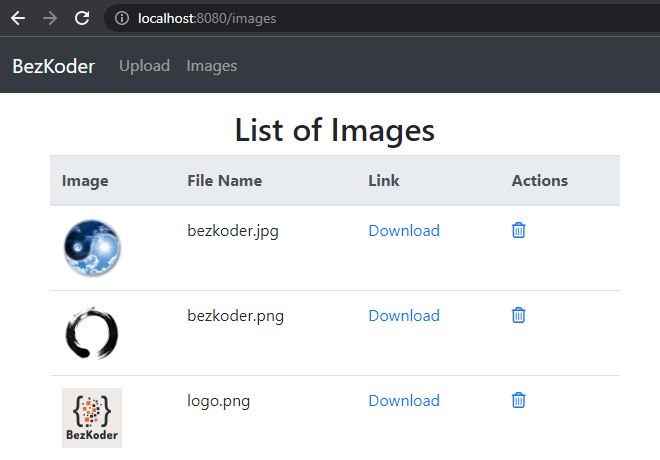 localhost:8080/images
BezKoder Upload Images
List of Images
Image File Name Link Actions
bezkoder.jpg Download
bezkoder.png Download
{ }
BezKoder
logo.png Download